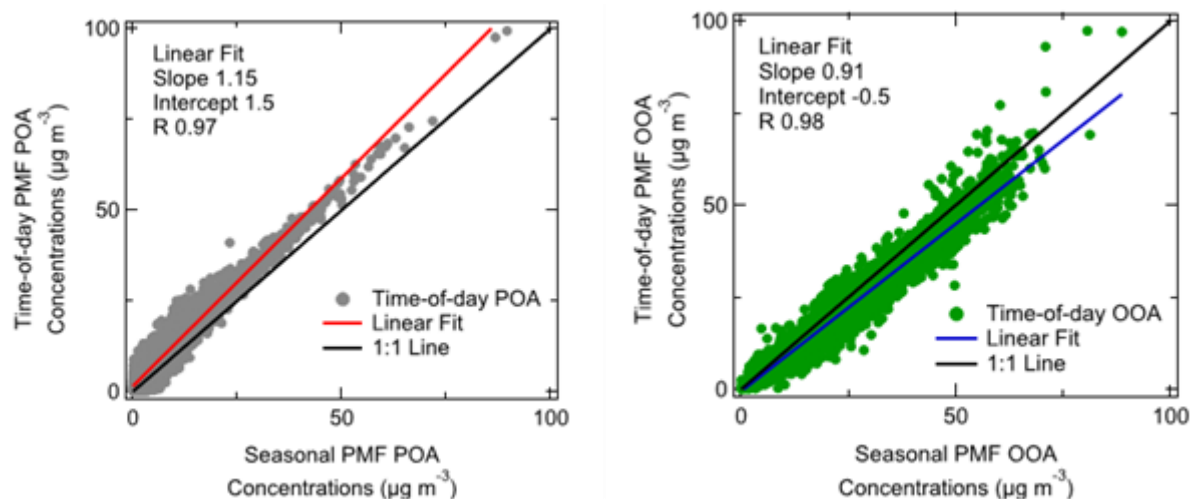 Time-of-day PMF POA
Concentrations (µg m⁻³)
100
50
0
Linear Fit
Slope 1.15
Intercept 1.5
R 0.97
Time-of-day POA
Linear Fit
1:1 Line
0
50
100
Seasonal PMF POA
Concentrations (µg m⁻³)
Time-of-day PMF OOA
Concentrations (µg m⁻³)
100
50
0
Linear Fit
Slope 0.91
Intercept -0.5
R 0.98
Time-of-day OOA
Linear Fit
1:1 Line
0
50
100
Seasonal PMF OOA
Concentrations (µg m⁻³)